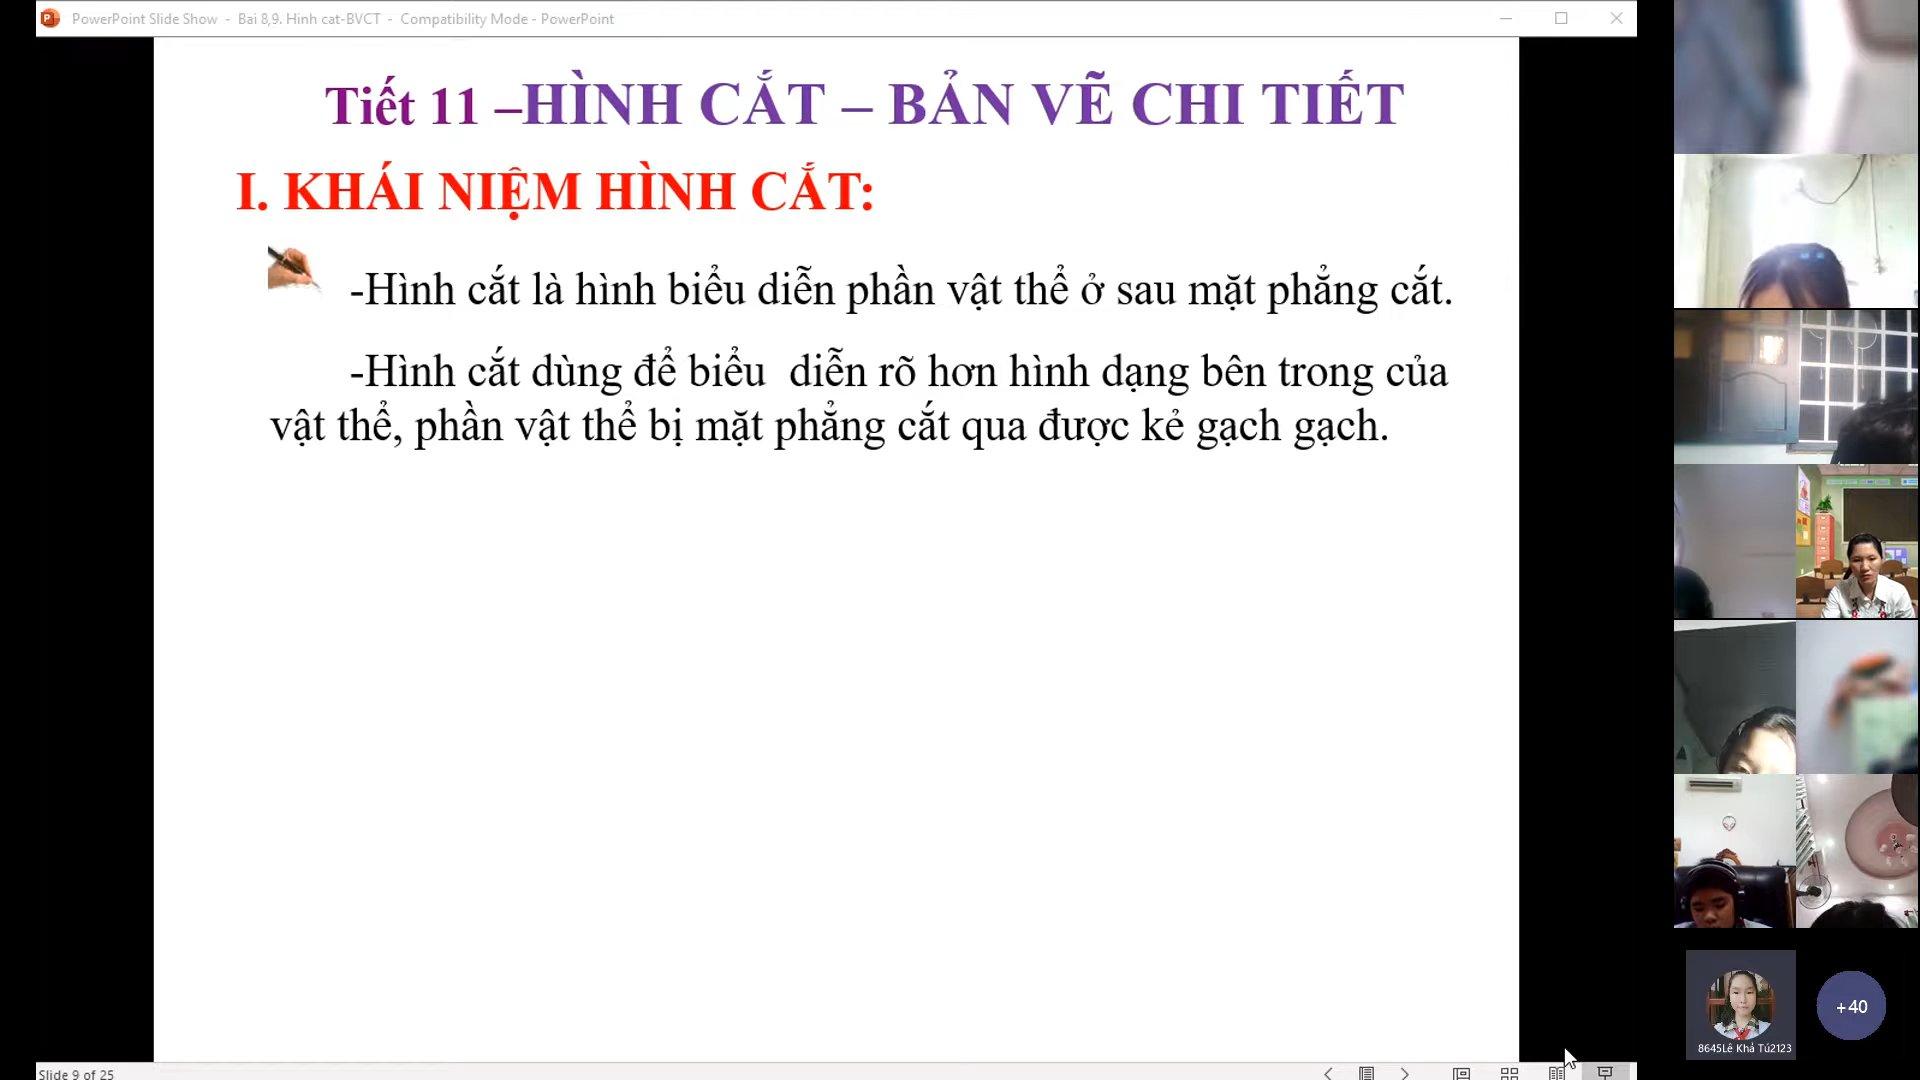 PowerPoint Slide Show - Bai 8,9. Hinh cat-BVCT - Compatibility Mode - PowerPoint
Tiết 11 –HÌNH CẮT – BẢN VẼ CHI TIẾT
I. KHÁI NIỆM HÌNH CẮT:
-Hình cắt là hình biểu diễn phần vật thể ở sau mặt phẳng cắt.
-Hình cắt dùng để biểu diễn rõ hơn hình dạng bên trong của
vật thể, phần vật thể bị mặt phẳng cắt qua được kẻ gạch gạch.
+40
8645Lê Khả Tú2123
Slide 9 of 25